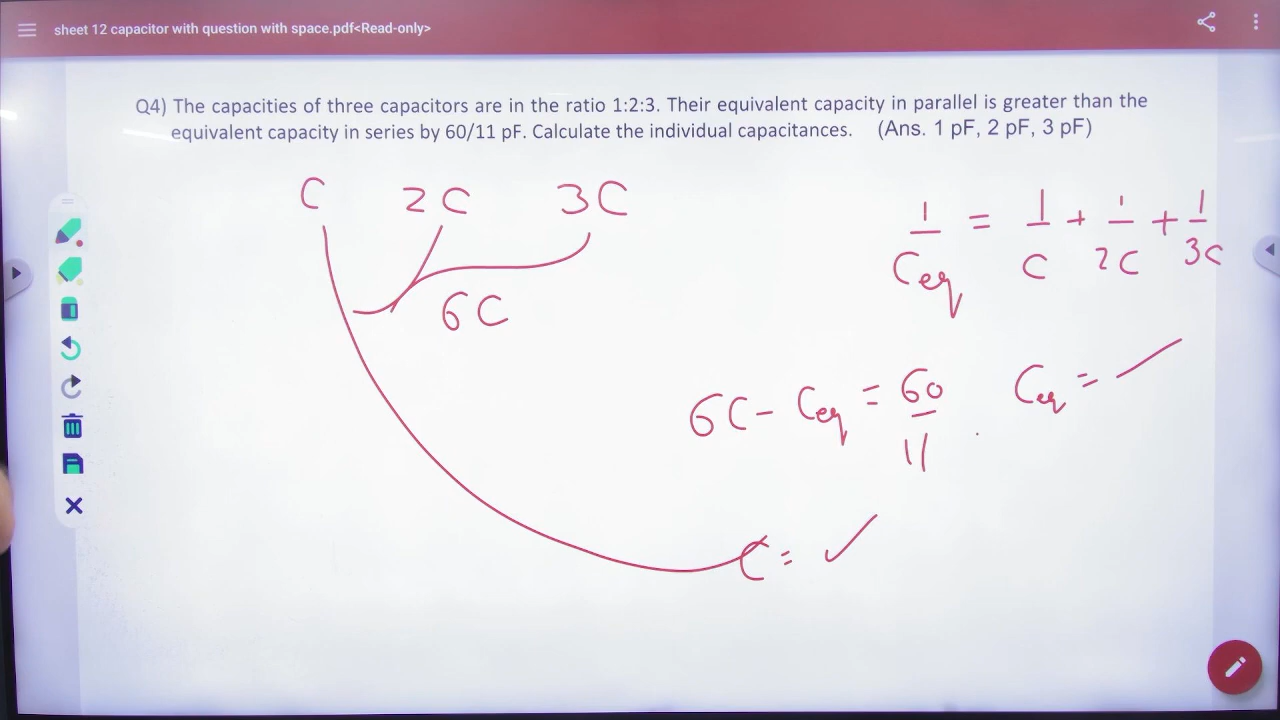 sheet 12 capacitor with question with space.pdf<Read-only>
Q4) The capacities of three capacitors are in the ratio 1:2:3. Their equivalent capacity in parallel is greater than the
equivalent capacity in series by 60/11 pF. Calculate the individual capacitances. (Ans. 1 pF, 2 pF, 3 pF)
C 2C 3C
6C
1/Ceq = 1/C + 1/2C + 1/3C
6C - Ceq = 60/11
Ceq =
C = ✓